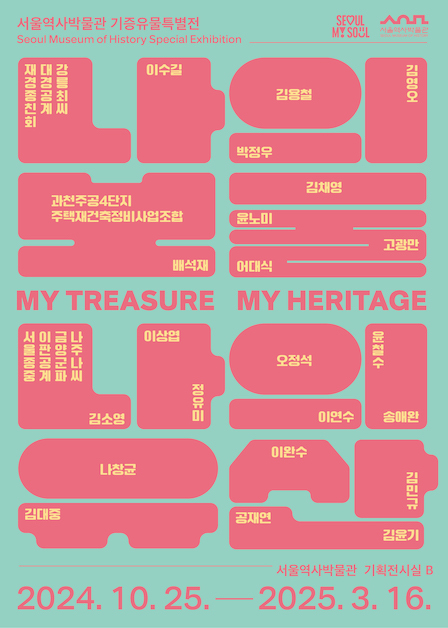 서울역사박물관 기증유물특별전
Seoul Museum of History Special Exhibition
SEOUL
MY SOUL
서울역사박물관
강릉최씨
대경공계
재경종친회
이수길
김용철
박정우
김영오
과천주공4단지
주택재건축정비사업조합
배석재
김채영
윤노미
고광만
어대식
MY TREASURE MY HERITAGE
나주나씨
금양군파
이판공계
서울종중
김소영
이상엽
정유미
오정석
이연수
윤철수
송애완
나창균
김대중
이완수
공재연
김민규
김윤기
서울역사박물관 기획전시실 B
2024. 10. 25. — 2025. 3. 16.